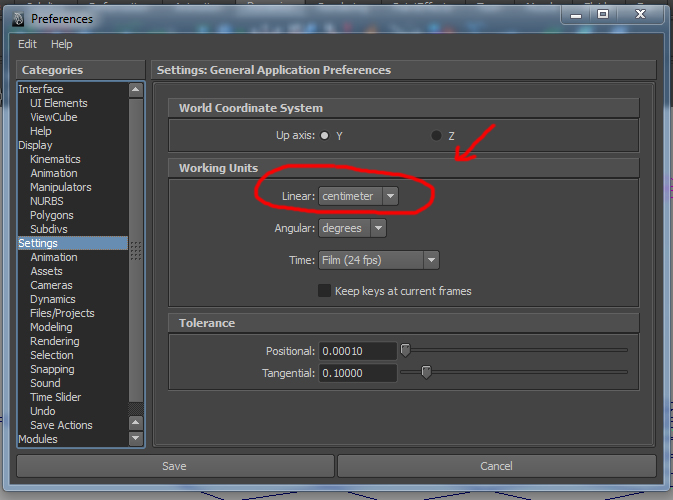 Preferences
Edit Help
Categories
Interface
UI Elements
ViewCube
Help
Display
Kinematics
Animation
Manipulators
NURBS
Polygons
Subdivs
Settings
Animation
Assets
Cameras
Dynamics
Files/Projects
Modeling
Rendering
Selection
Snapping
Sound
Time Slider
Undo
Save Actions
Modules
Settings: General Application Preferences
World Coordinate System
Up axis: Y Z
Working Units
Linear: centimeter
Angular: degrees
Time: Film (24 fps)
Keep keys at current frames
Tolerance
Positional: 0.00010
Tangential: 0.10000
Save Cancel